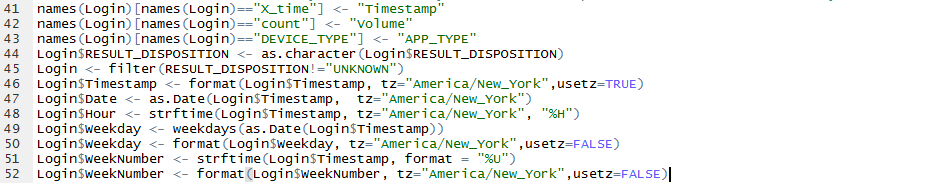 41 names(Login)[names(Login)=="X_time"] <- "Timestamp"
42 names(Login)[names(Login)=="count"] <- "Volume"
43 names(Login)[names(Login)=="DEVICE_TYPE"] <- "APP_TYPE"
44 Login$RESULT_DISPOSITION <- as.character(Login$RESULT_DISPOSITION)
45 Login <- filter(RESULT_DISPOSITION!="UNKNOWN")
46 Login$Timestamp <- format(Login$Timestamp, tz="America/New_York",usetz=TRUE)
47 Login$Date <- as.Date(Login$Timestamp,  tz="America/New_York")
48 Login$Hour <- strftime(Login$Timestamp, tz="America/New_York", "%H")
49 Login$Weekday <- weekdays(as.Date(Login$Timestamp))
50 Login$Weekday <- format(Login$Weekday, tz="America/New_York",usetz=FALSE)
51 Login$WeekNumber <- strftime(Login$Timestamp, format = "%U")
52 Login$WeekNumber <- format(Login$WeekNumber, tz="America/New_York",usetz=FALSE)